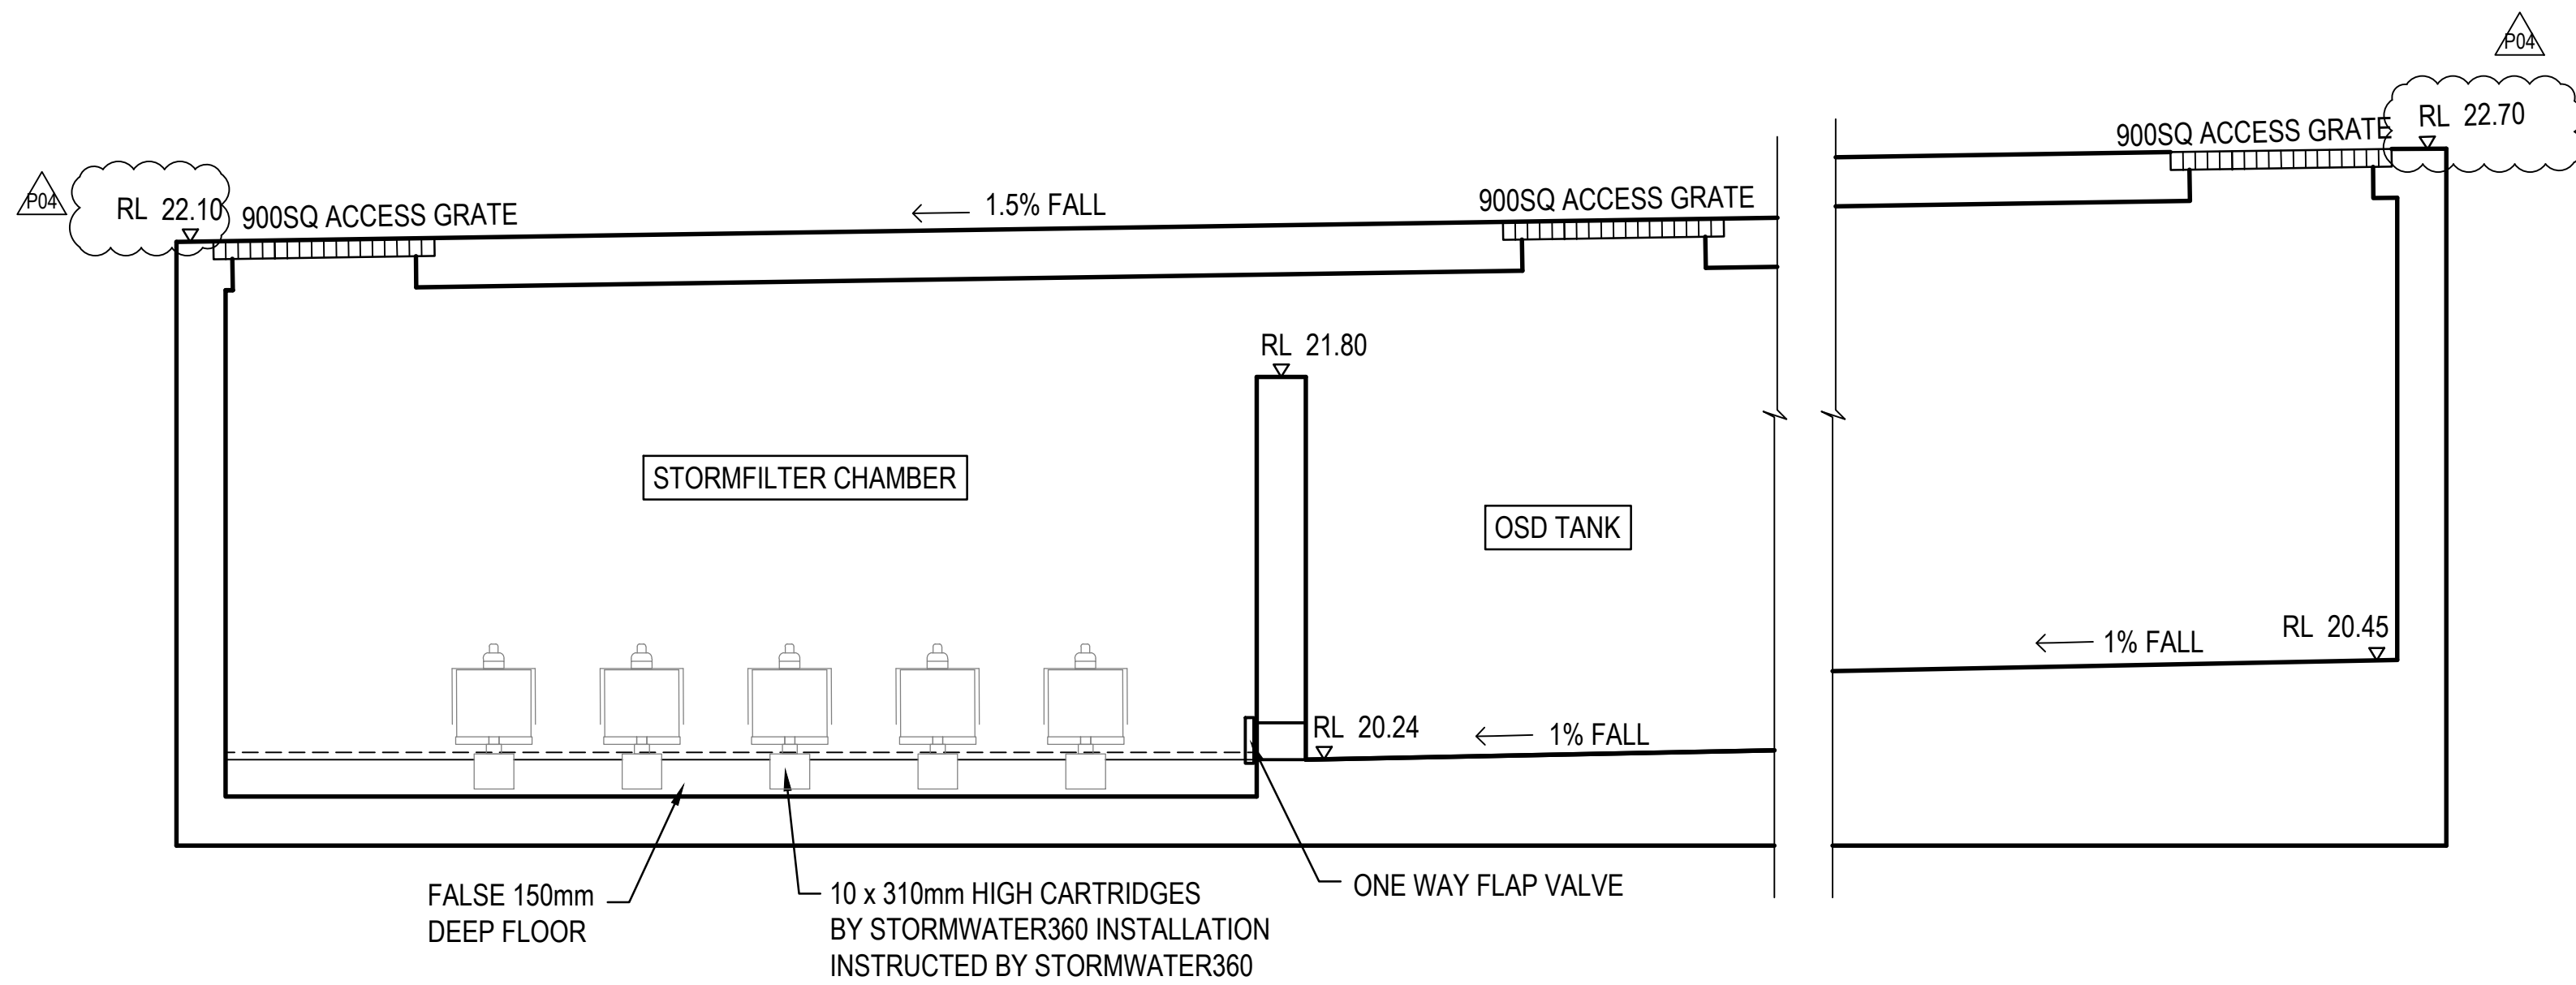 P04
900SQ ACCESS GRATE
RL 22.70
P04
RL 22.10
900SQ ACCESS GRATE
1.5% FALL
900SQ ACCESS GRATE
RL 21.80
STORMFILTER CHAMBER
OSD TANK
1% FALL
RL 20.45
RL 20.24
1% FALL
FALSE 150mm
DEEP FLOOR
10 x 310mm HIGH CARTRIDGES
BY STORMWATER360 INSTALLATION
INSTRUCTED BY STORMWATER360
ONE WAY FLAP VALVE